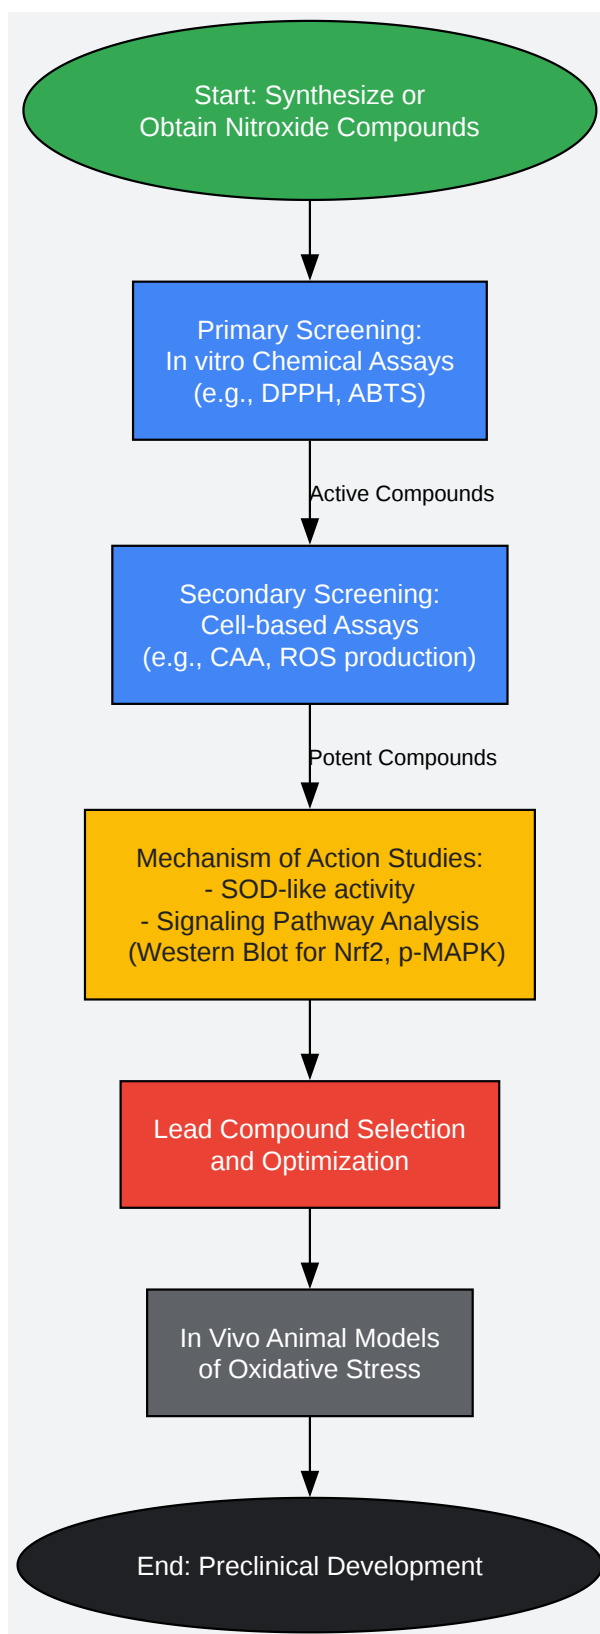 Start: Synthesize or
Obtain Nitroxide Compounds
Primary Screening:
In vitro Chemical Assays
(e.g., DPPH, ABTS)
Active Compounds
Secondary Screening:
Cell-based Assays
(e.g., CAA, ROS production)
Potent Compounds
Mechanism of Action Studies:
- SOD-like activity
- Signaling Pathway Analysis
(Western Blot for Nrf2, p-MAPK)
Lead Compound Selection
and Optimization
In Vivo Animal Models
of Oxidative Stress
End: Preclinical Development